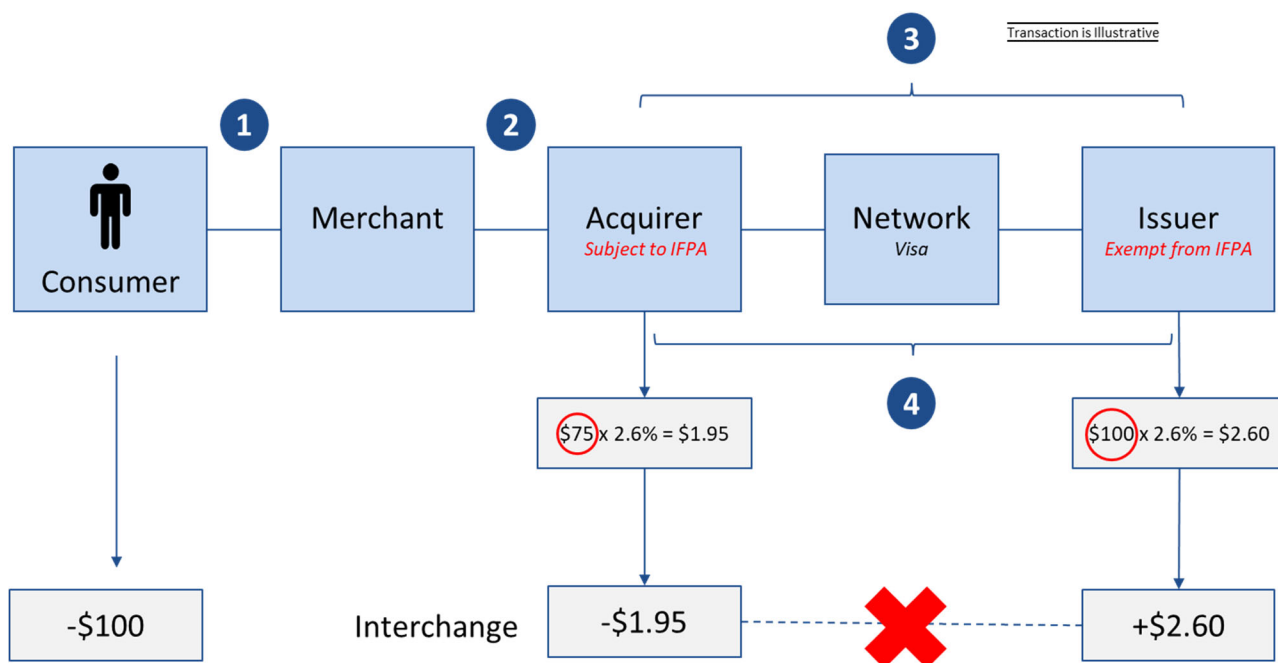 3
Transaction is Illustrative
1
2
Consumer
Merchant
Acquirer
Subject to IFPA
Network
Visa
Issuer
Exempt from IFPA
4
$75 x 2.6% = $1.95
$100 x 2.6% = $2.60
-$100
Interchange
-$1.95
+$2.60